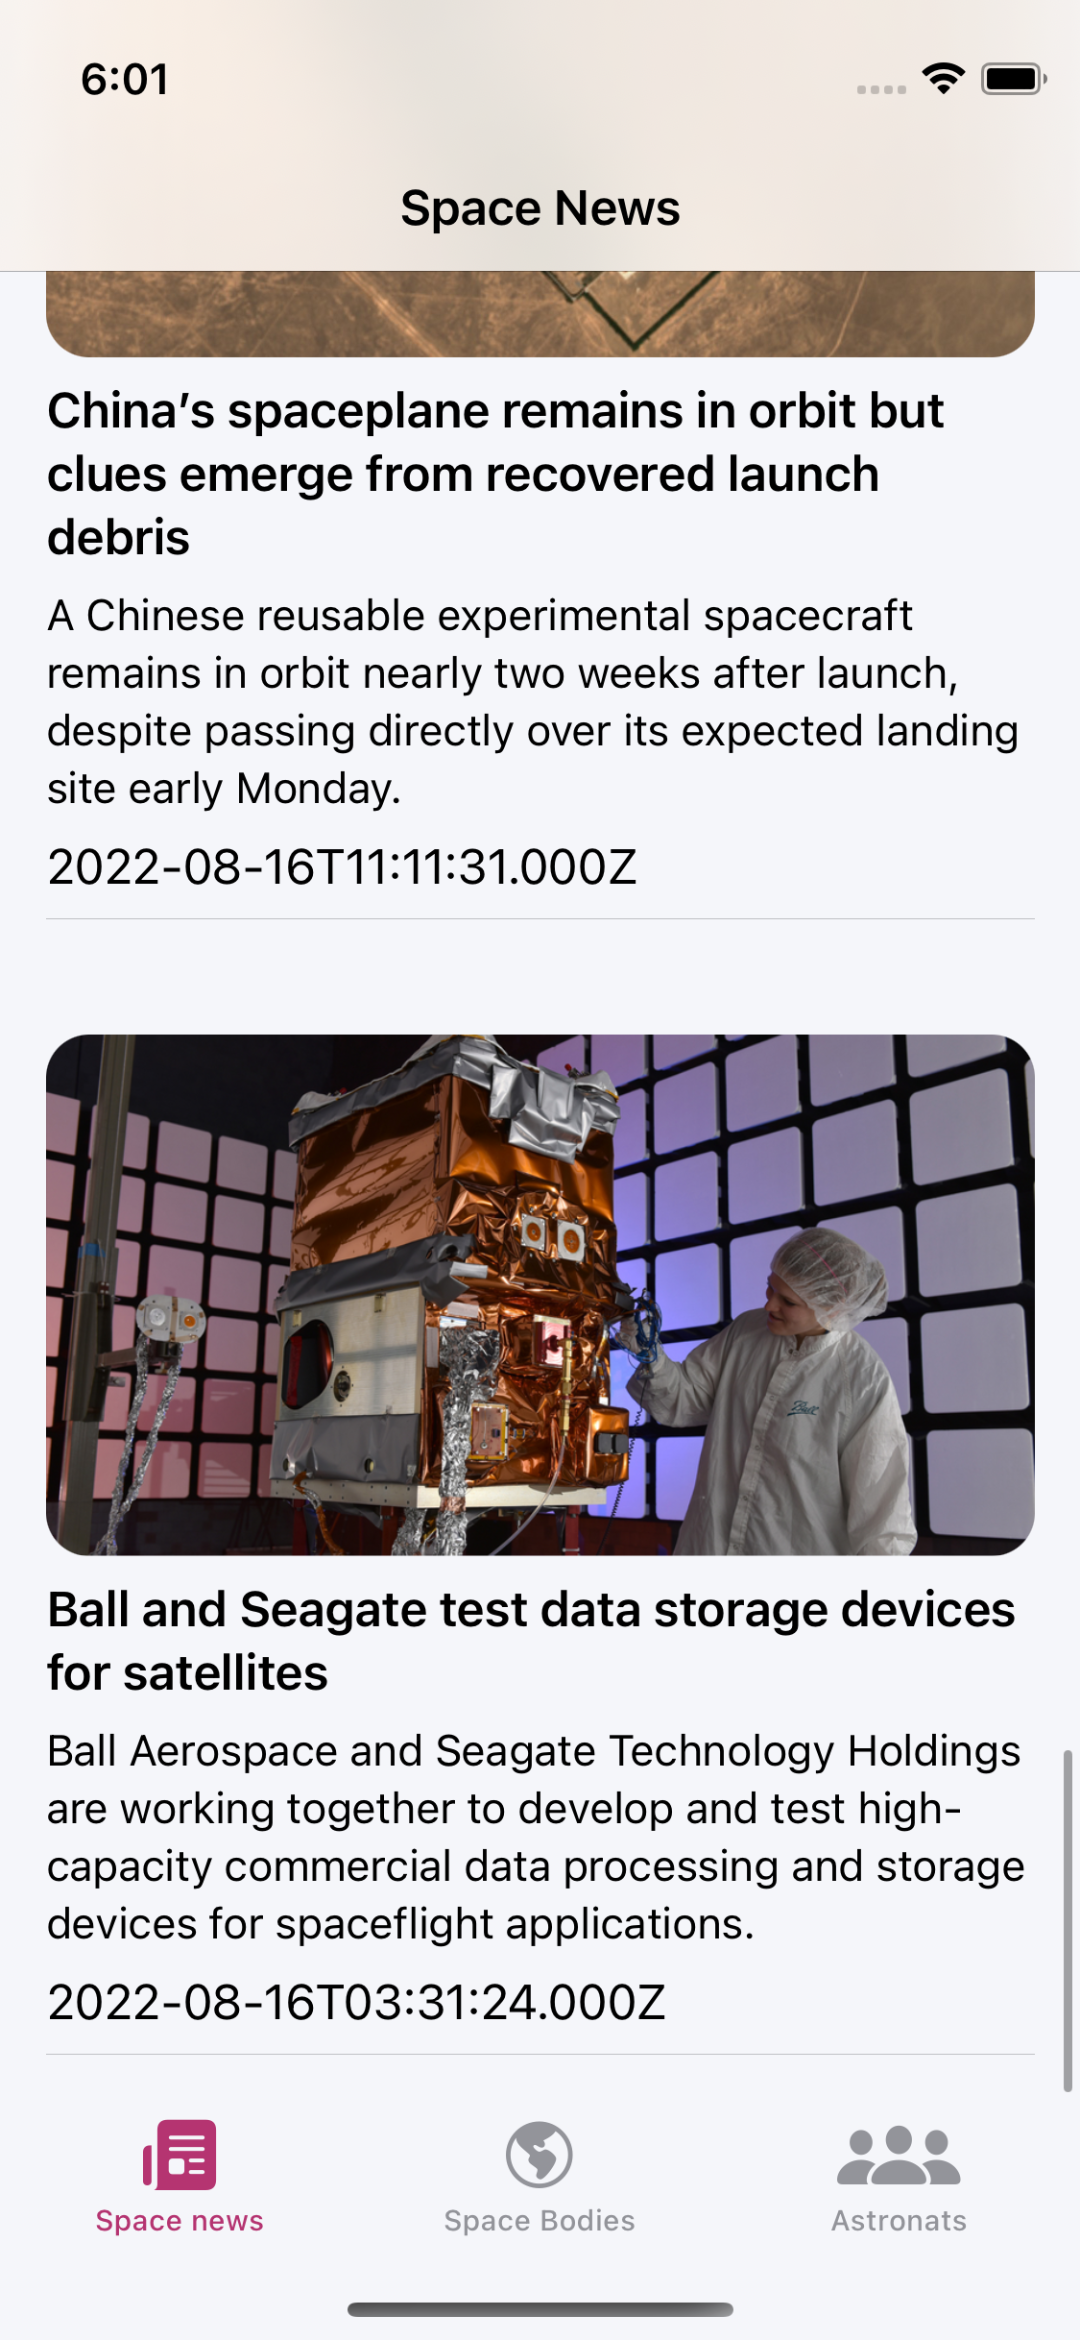 6:01
Space News
China's spaceplane remains in orbit but
clues emerge from recovered launch
debris
A Chinese reusable experimental spacecraft
remains in orbit nearly two weeks after launch,
despite passing directly over its expected landing
site early Monday.
2022-08-16T11:11:31.000Z
Ball
Ball and Seagate test data storage devices
for satellites
Ball Aerospace and Seagate Technology Holdings
are working together to develop and test high-
capacity commercial data processing and storage
devices for spaceflight applications.
2022-08-16T03:31:24.000Z
Space news
Space Bodies
Astronats